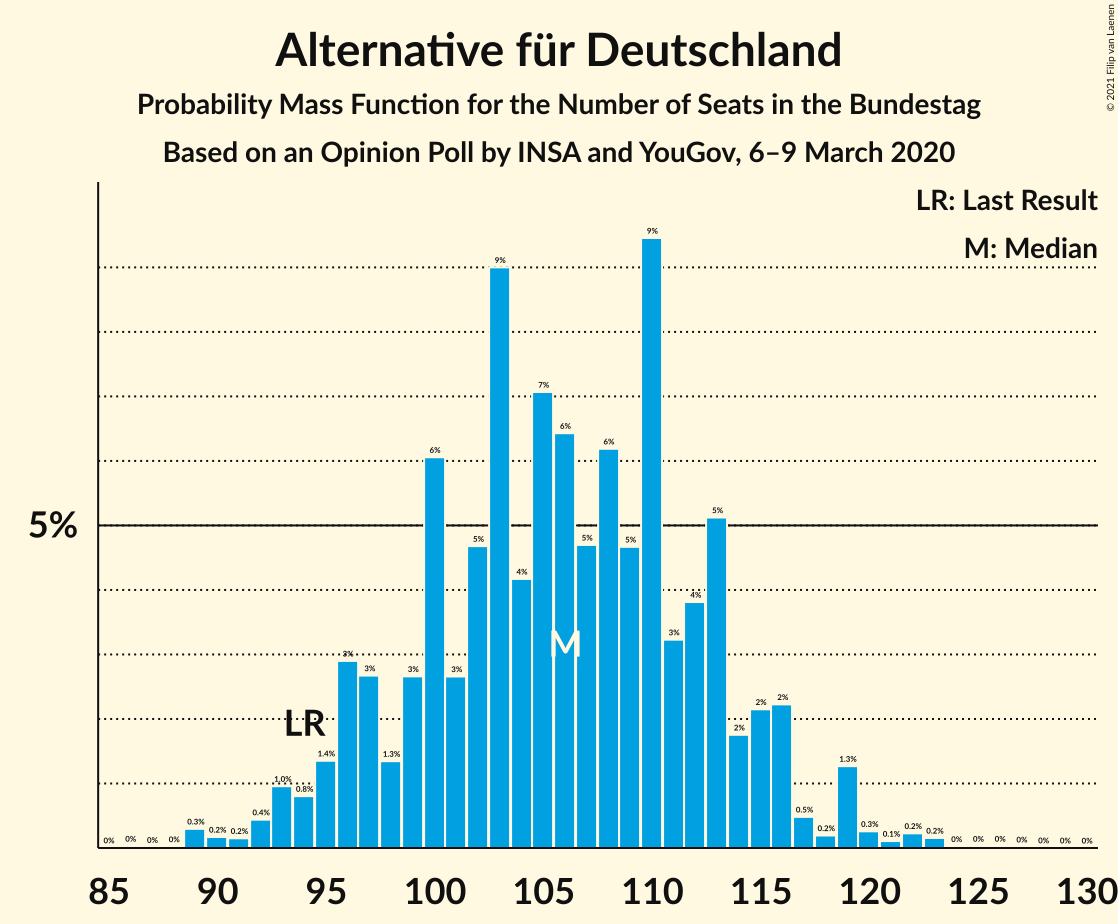 Alternative für Deutschland
Probability Mass Function for the Number of Seats in the Bundestag
Based on an Opinion Poll by INSA and YouGov, 6–9 March 2020
© 2021 Filip van Laenen
LR: Last Result
M: Median
5%
LR
M
0% 0% 0% 0% 0.3% 0.2% 0.2% 0.4% 1.0% 0.8% 1.4% 3% 3% 1.3% 3% 6% 3% 5% 9% 4% 7% 6% 5% 6% 5% 9% 3% 4% 5% 2% 2% 2% 0.5% 0.2% 1.3% 0.3% 0.1% 0.2% 0.2% 0% 0% 0% 0% 0% 0% 0%
85 90 95 100 105 110 115 120 125 130